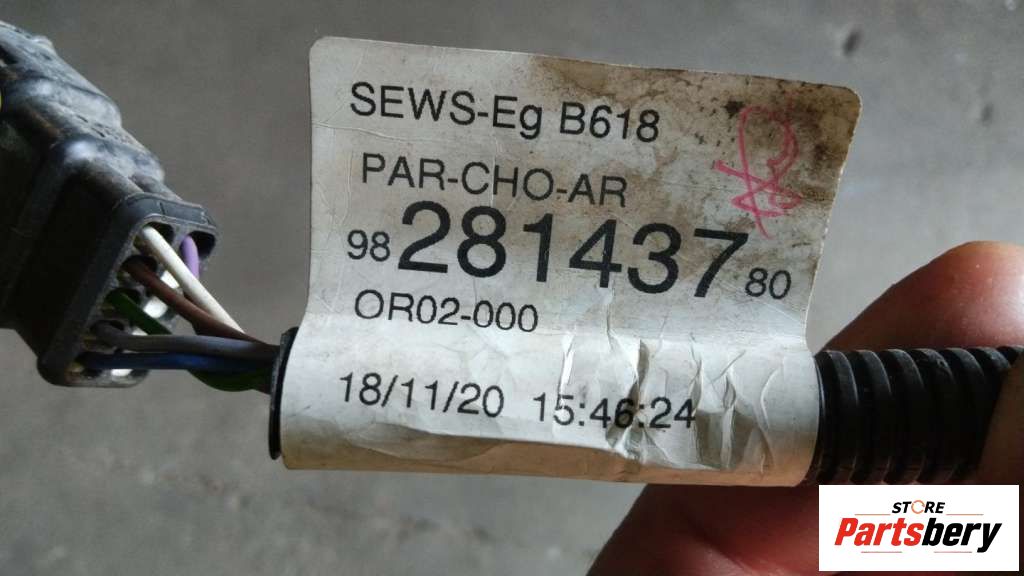 SEWS-Eg B618
PAR-CHO-AR
98 281437 80
OR02-000
18/11/20 15:46:24
STORE
Partsbery